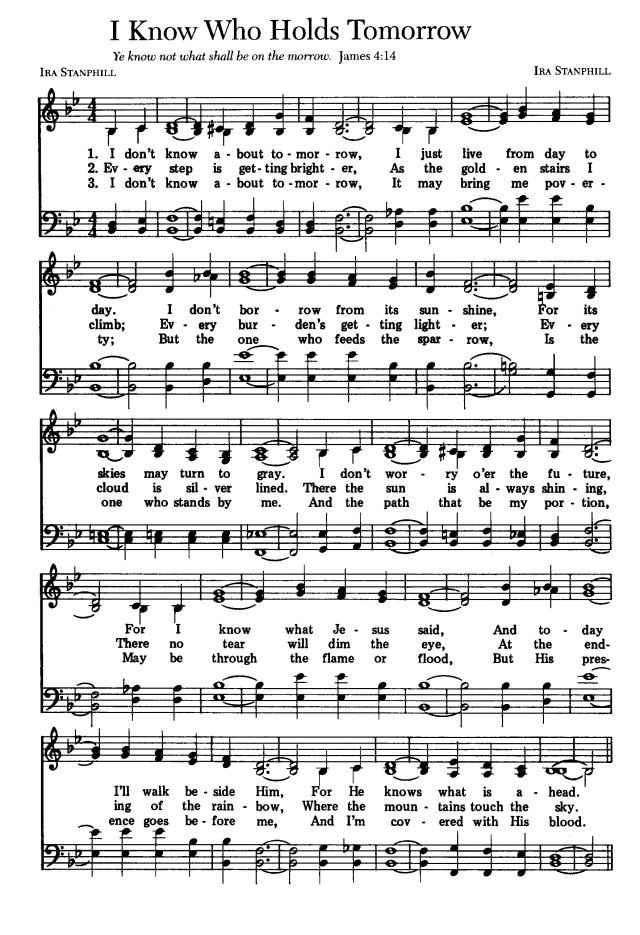 I Know Who Holds Tomorrow
Ye know not what shall be on the morrow. James 4:14
IRA STANPHILL IRA STANPHILL
1. I don't know a - bout to - mor - row, I just live from day to
2. Ev - ery step is get - ting bright - er, As the gold - en stairs I
3. I don't know a - bout to - mor - row, It may bring me pov - er -
day. I don't bor - row from its sun - shine, For its
climb; Ev - ery bur - den's get - ting light - er; Ev - ery
ty; But the one who feeds the spar - row, Is the
skies may turn to gray. I don't wor - ry o'er the fu - ture,
cloud is sil - ver lined. There the sun is al - ways shin - ing,
one who stands by me. And the path that be my por - tion,
For I know what Je - sus said, And to - day
There no tear will dim the eye, At the end-
May be through the flame or flood, But His pres-
I'll walk be - side Him, For He knows what is a - head.
ing of the rain - bow, Where the moun - tains touch the sky.
ence goes be - fore me, And I'm cov - ered with His blood.